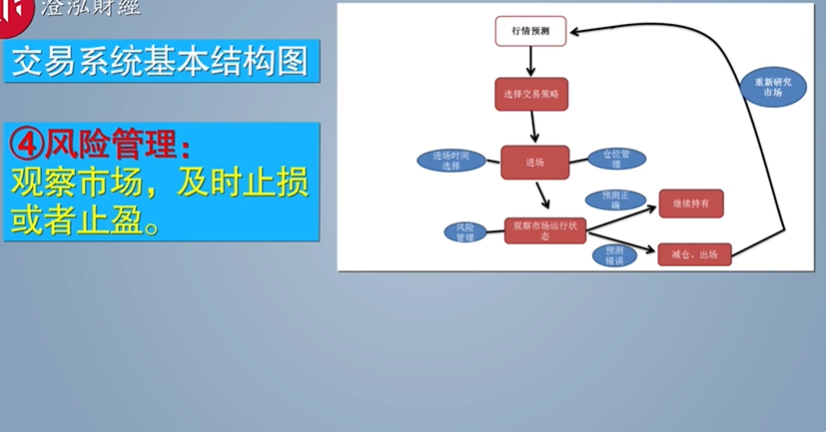 澄泓財經
交易系统基本结构图
④风险管理：
观察市场，及时止损
或者止盈。
行情预测
重新研究
市场
选择交易策略
进场时间
选择
进场
仓位管
理
预测正
确
继续持有
风险
管理
观察市场运行状
态
预测
错误
减仓、出场